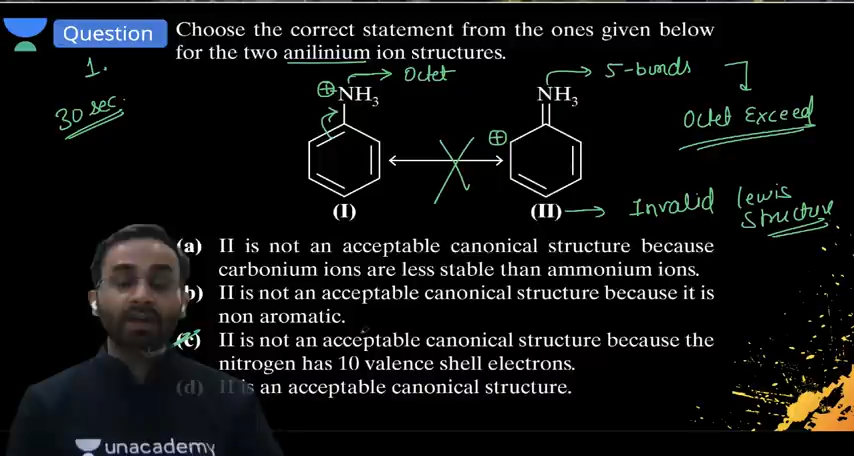 Question
Choose the correct statement from the ones given below
for the two anilinium ion structures.
1.
30 sec.
Octet
⊕NH₃
5-bonds
NH₃
Octet Exceed
⊕
(I)
(II)
Invalid lewis
Structure
(a) II is not an acceptable canonical structure because
carbonium ions are less stable than ammonium ions.
(b) II is not an acceptable canonical structure because it is
non aromatic.
(c) II is not an acceptable canonical structure because the
nitrogen has 10 valence shell electrons.
(d) II is an acceptable canonical structure.
unacademy